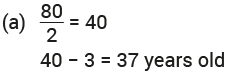 (a) 80/2 = 40
40 − 3 = 37 years old